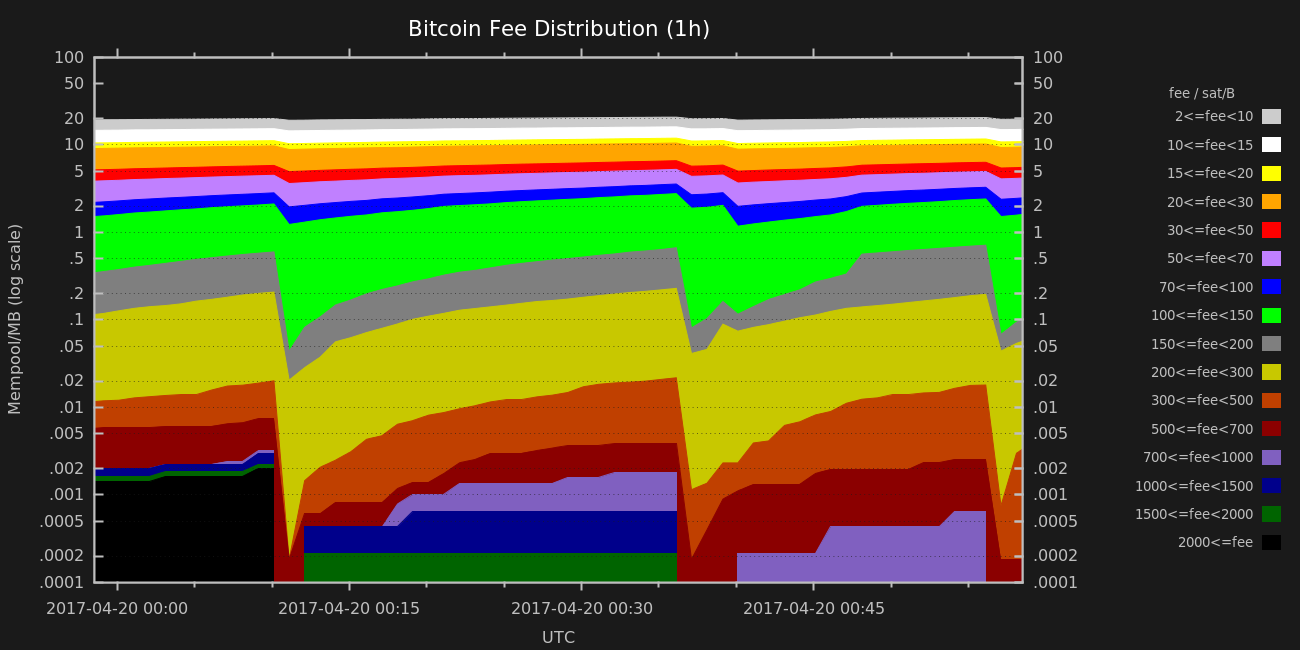 Bitcoin Fee Distribution (1h)
Mempool/MB (log scale)
100
50
20
10
5
2
1
.5
.2
.1
.05
.02
.01
.005
.002
.001
.0005
.0002
.0001
100
50
20
10
5
2
1
.5
.2
.1
.05
.02
.01
.005
.002
.001
.0005
.0002
.0001
2017-04-20 00:00 2017-04-20 00:15 2017-04-20 00:30 2017-04-20 00:45
UTC
fee / sat/B
2<=fee<10
10<=fee<15
15<=fee<20
20<=fee<30
30<=fee<50
50<=fee<70
70<=fee<100
100<=fee<150
150<=fee<200
200<=fee<300
300<=fee<500
500<=fee<700
700<=fee<1000
1000<=fee<1500
1500<=fee<2000
2000<=fee